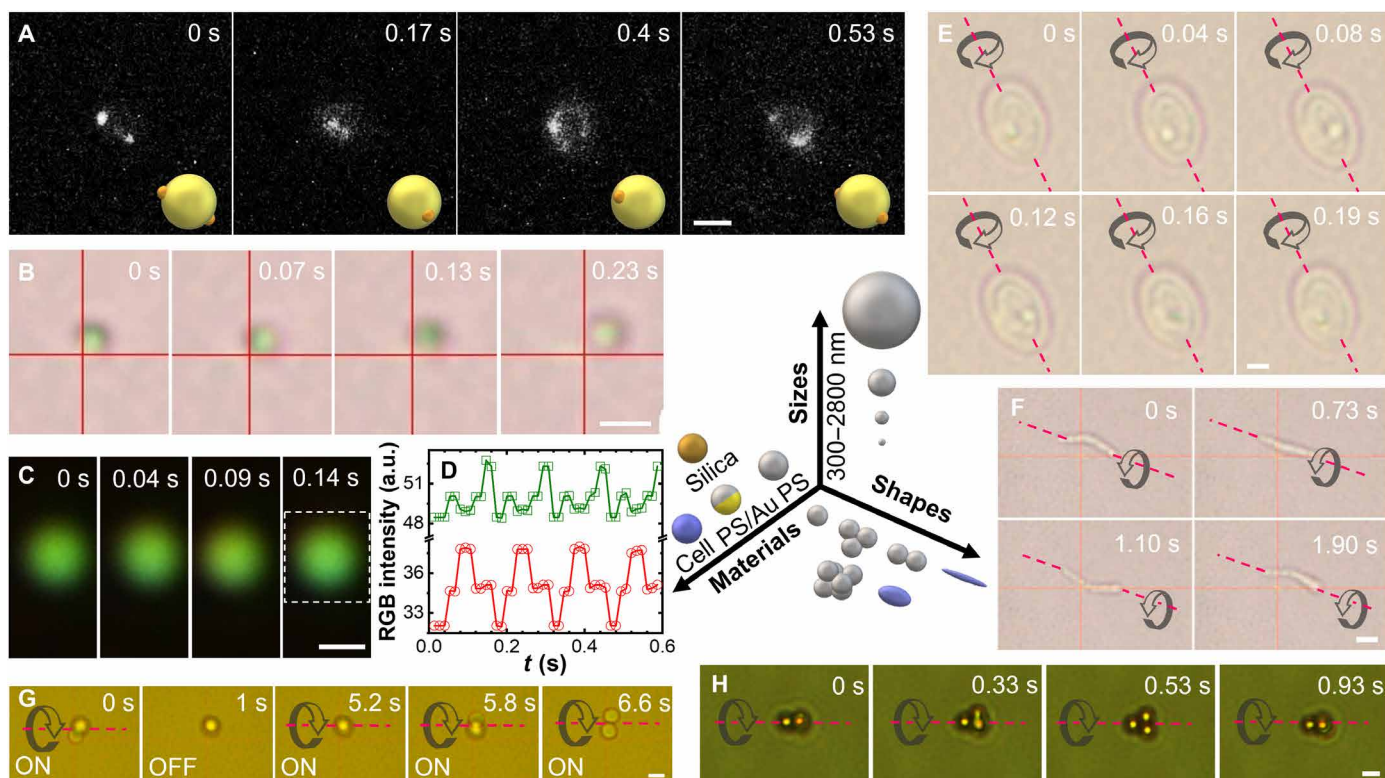 A 0 s 0.17 s 0.4 s 0.53 s
E 0 s 0.04 s 0.08 s
0.12 s 0.16 s 0.19 s
B 0 s 0.07 s 0.13 s 0.23 s
C 0 s 0.04 s 0.09 s 0.14 s
D
RGB intensity (a.u.)
51
48
36
33
0.0 0.2 0.4 0.6
t (s)
Sizes
300–2800 nm
Shapes
Silica
Cell PS/Au PS
Materials
F 0 s 0.73 s
1.10 s 1.90 s
G 0 s 1 s 5.2 s 5.8 s 6.6 s
ON OFF ON ON ON
H 0 s 0.33 s 0.53 s 0.93 s